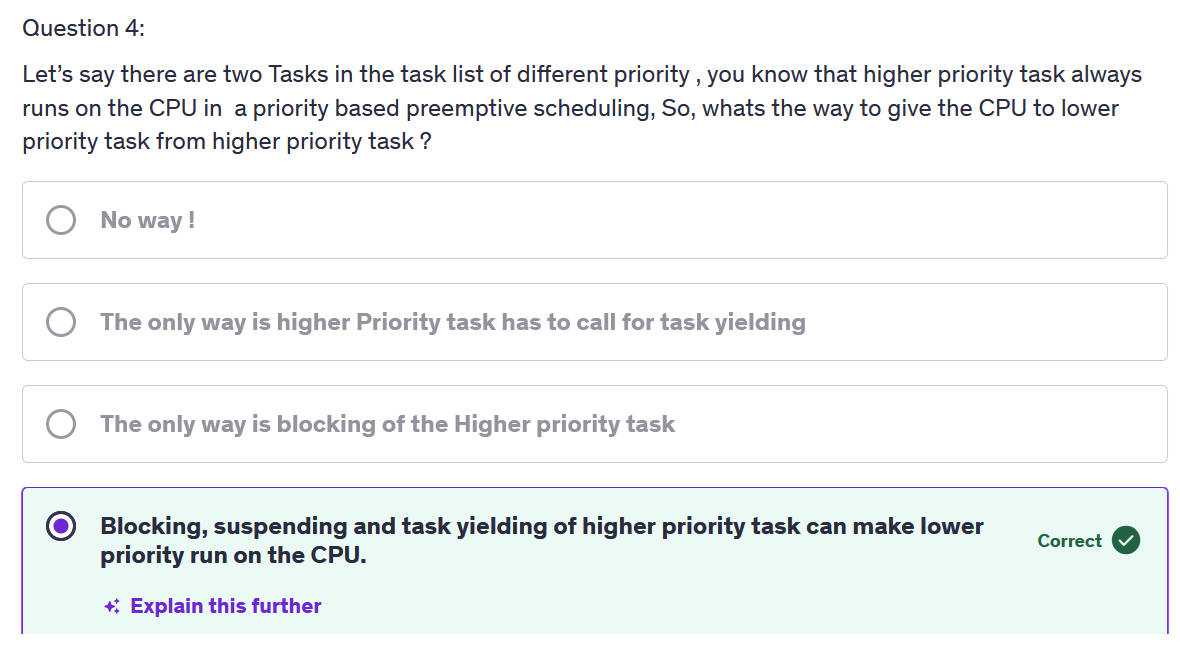 Question 4:
Let’s say there are two Tasks in the task list of different priority , you know that higher priority task always
runs on the CPU in  a priority based preemptive scheduling, So, whats the way to give the CPU to lower
priority task from higher priority task ?
No way !
The only way is higher Priority task has to call for task yielding
The only way is blocking of the Higher priority task
Blocking, suspending and task yielding of higher priority task can make lower
priority run on the CPU.
Correct
Explain this further